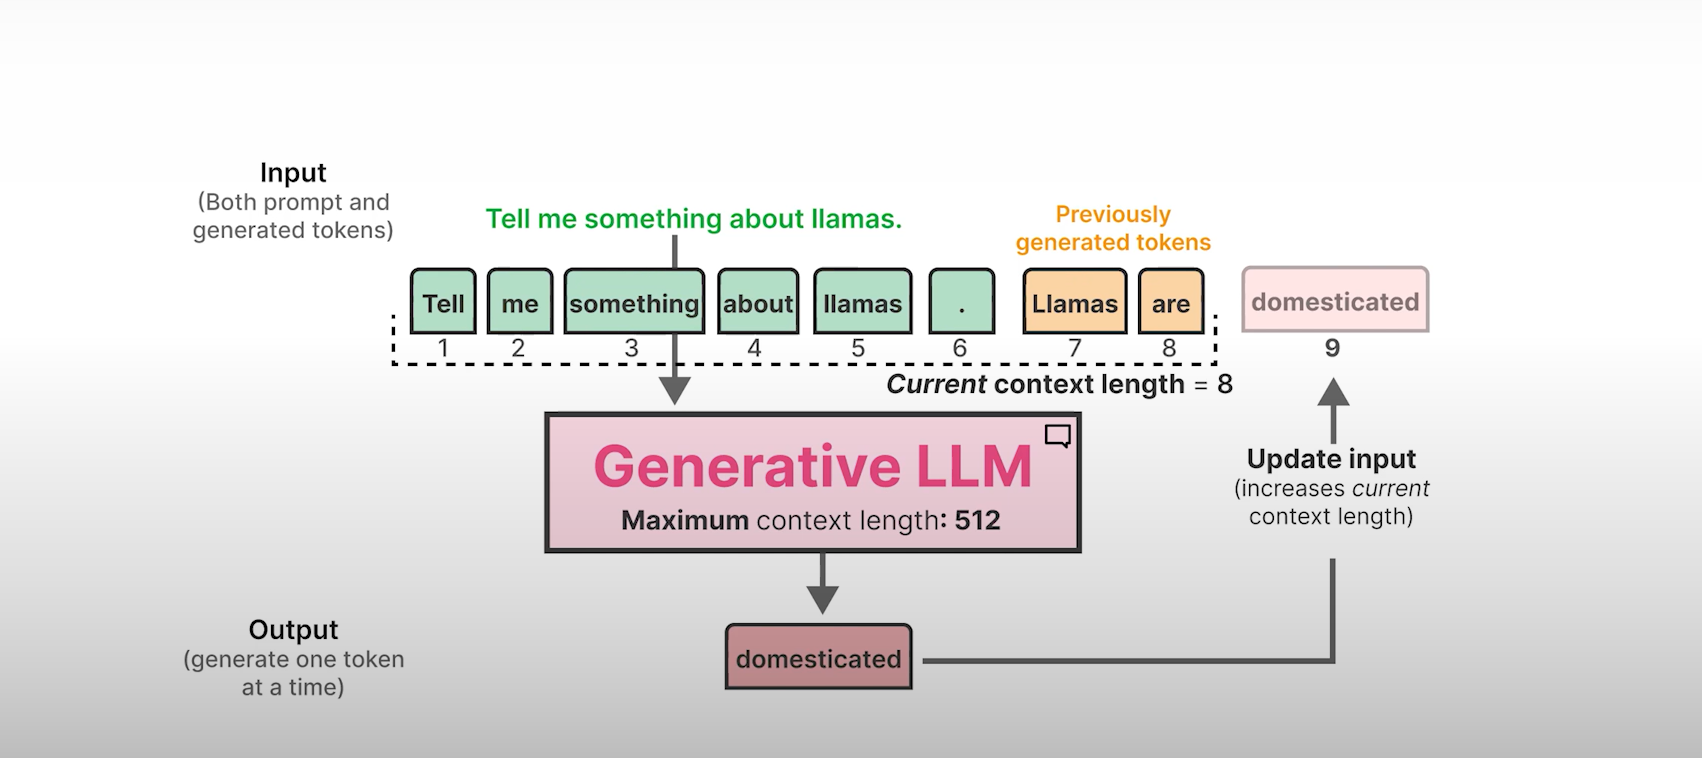 Input
(Both prompt and
generated tokens)
Tell me something about llamas.
Previously
generated tokens
Tell me something about llamas . Llamas are domesticated
1 2 3 4 5 6 7 8 9
Current context length = 8
Generative LLM
Maximum context length: 512
Update input
(increases current
context length)
Output
(generate one token
at a time)
domesticated